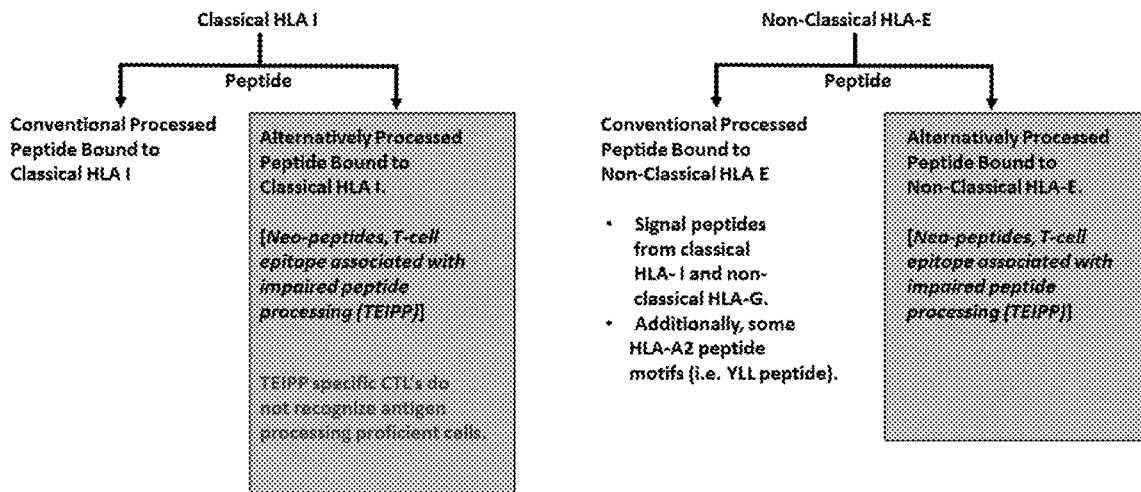 Classical HLA I
Peptide
Conventional Processed
Peptide Bound to
Classical HLA I
Alternatively Processed
Peptide Bound to
Classical HLA I.
[Neo-peptides, T-cell
epitope associated with
impaired peptide
processing (TEIPP)]
TEIPP specific CTL's do
not recognize antigen
processing proficient cells.
Non-Classical HLA-E
Peptide
Conventional Processed
Peptide Bound to
Non-Classical HLA E
• Signal peptides
from classical
HLA- I and non-
classical HLA-G.
• Additionally, some
HLA-A2 peptide
motifs (i.e. YLL peptide).
Alternatively Processed
Peptide Bound to
Non-Classical HLA-E.
[Neo-peptides, T-cell
epitope associated with
impaired peptide
processing (TEIPP)]